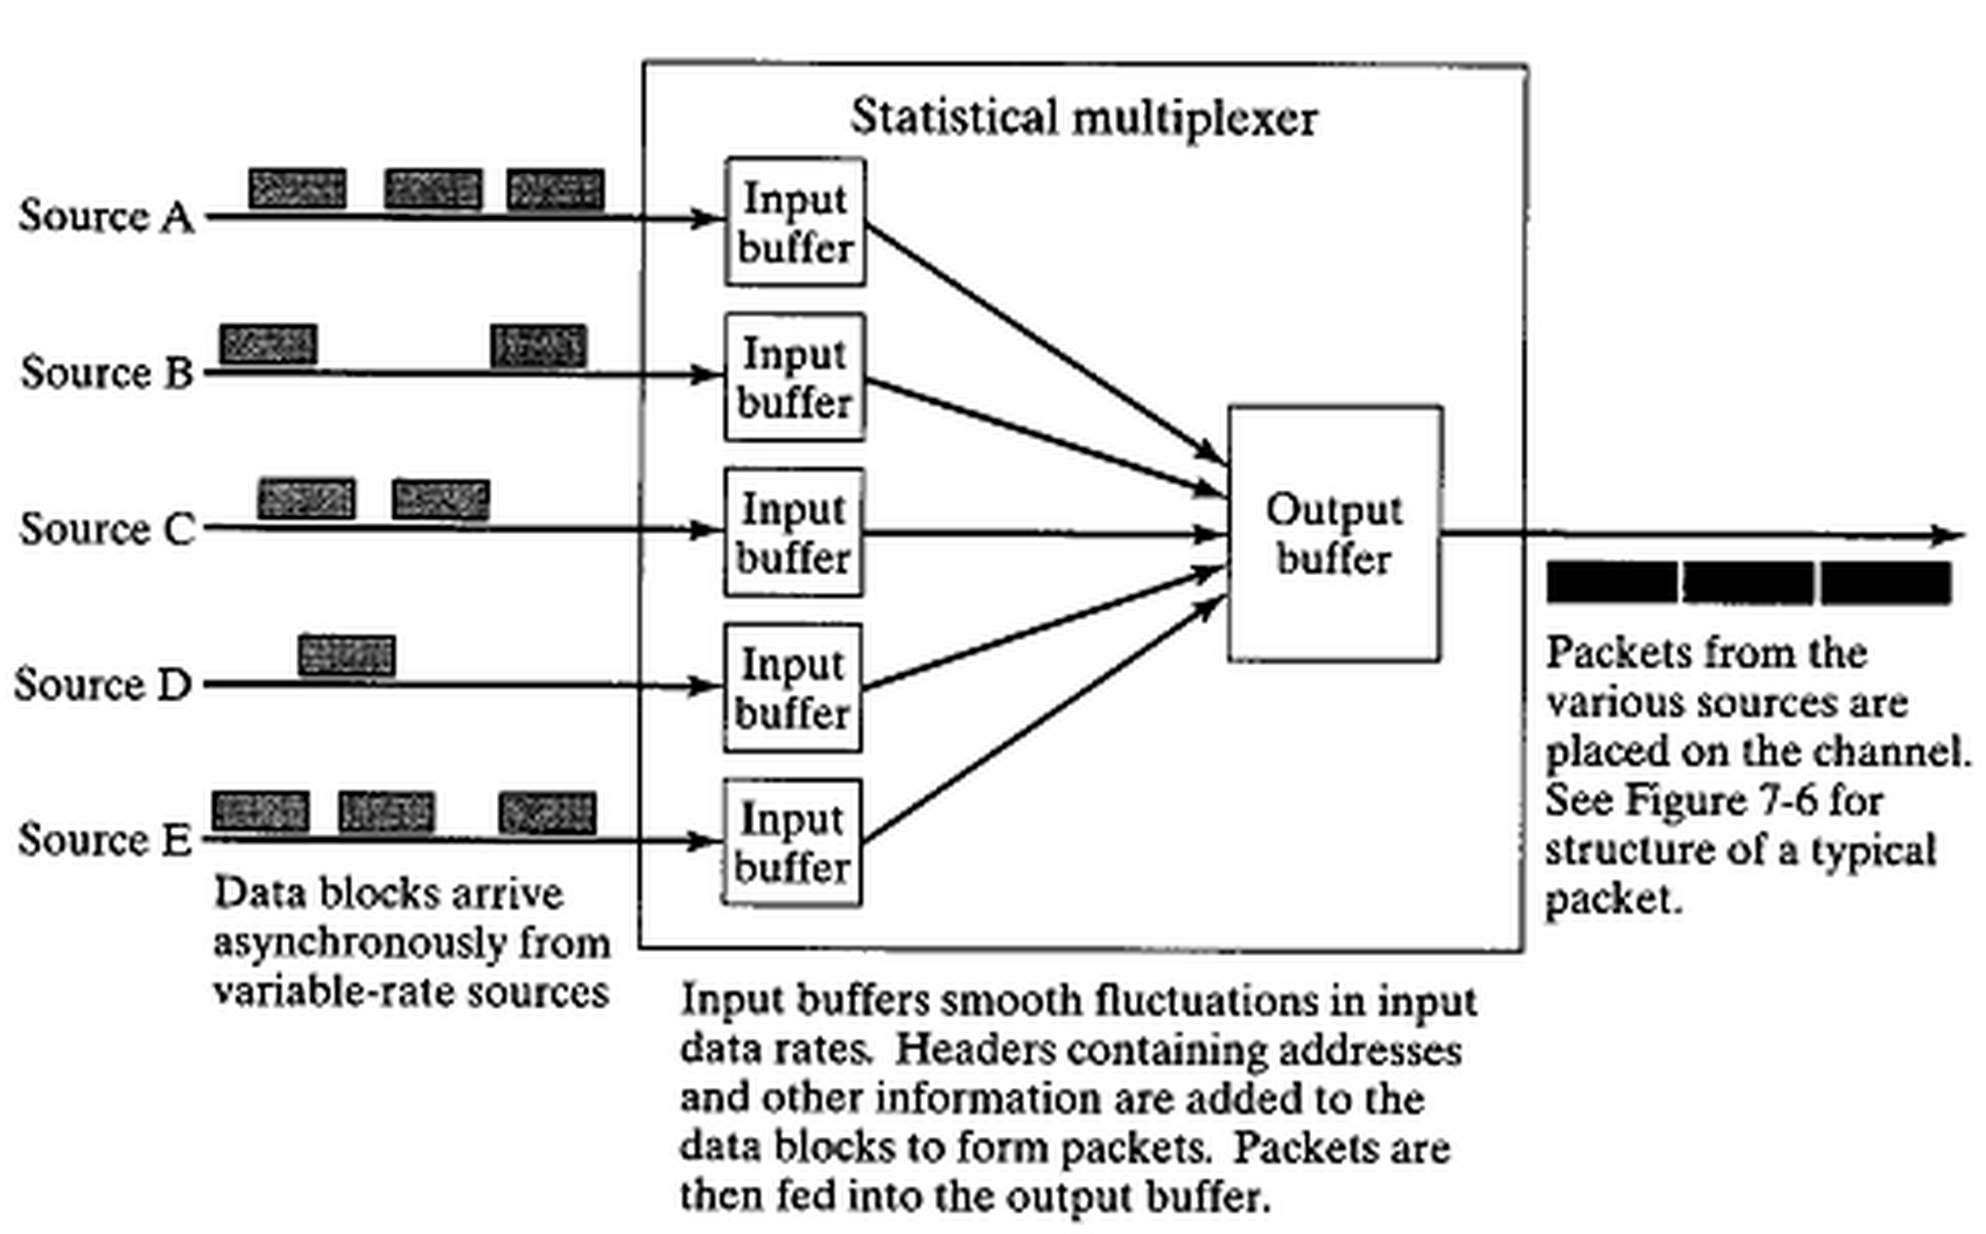 Statistical multiplexer
Source A
Input
buffer
Source B
Input
buffer
Source C
Input
buffer
Source D
Input
buffer
Source E
Input
buffer
Output
buffer
Data blocks arrive
asynchronously from
variable-rate sources
Input buffers smooth fluctuations in input
data rates. Headers containing addresses
and other information are added to the
data blocks to form packets. Packets are
then fed into the output buffer.
Packets from the
various sources are
placed on the channel.
See Figure 7-6 for
structure of a typical
packet.